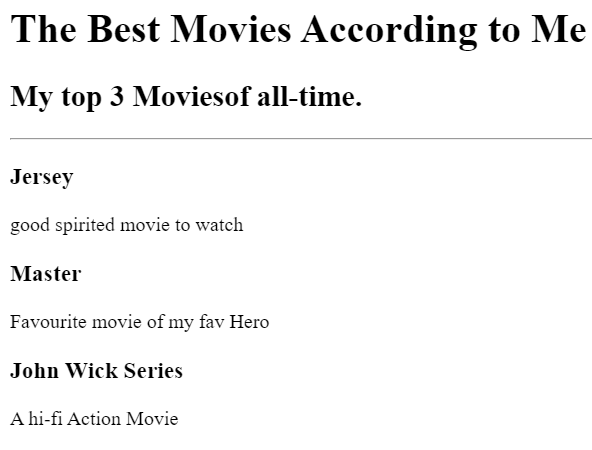 The Best Movies According to Me
My top 3 Moviesof all-time.
Jersey
good spirited movie to watch
Master
Favourite movie of my fav Hero
John Wick Series
A hi-fi Action Movie